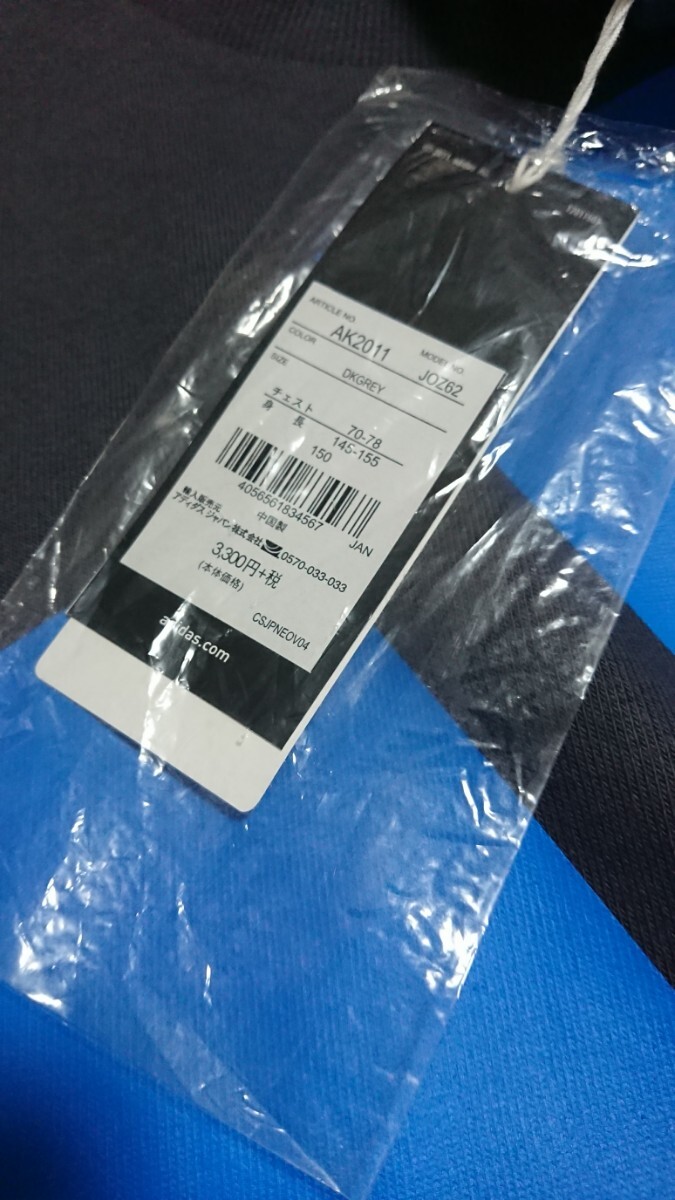 ARTICLE NO.
AK2011
MODEL NO.
JOZ62
COLOR
DKGREY
SIZE
チェスト 70-78
身 長 145-155
150
4056561834567
JAN
中国製
輸入販売元
アディダス ジャパン株式会社 0570-033-033
3,300円+税
(本体価格)
CSJPNEOV04
adidas.com